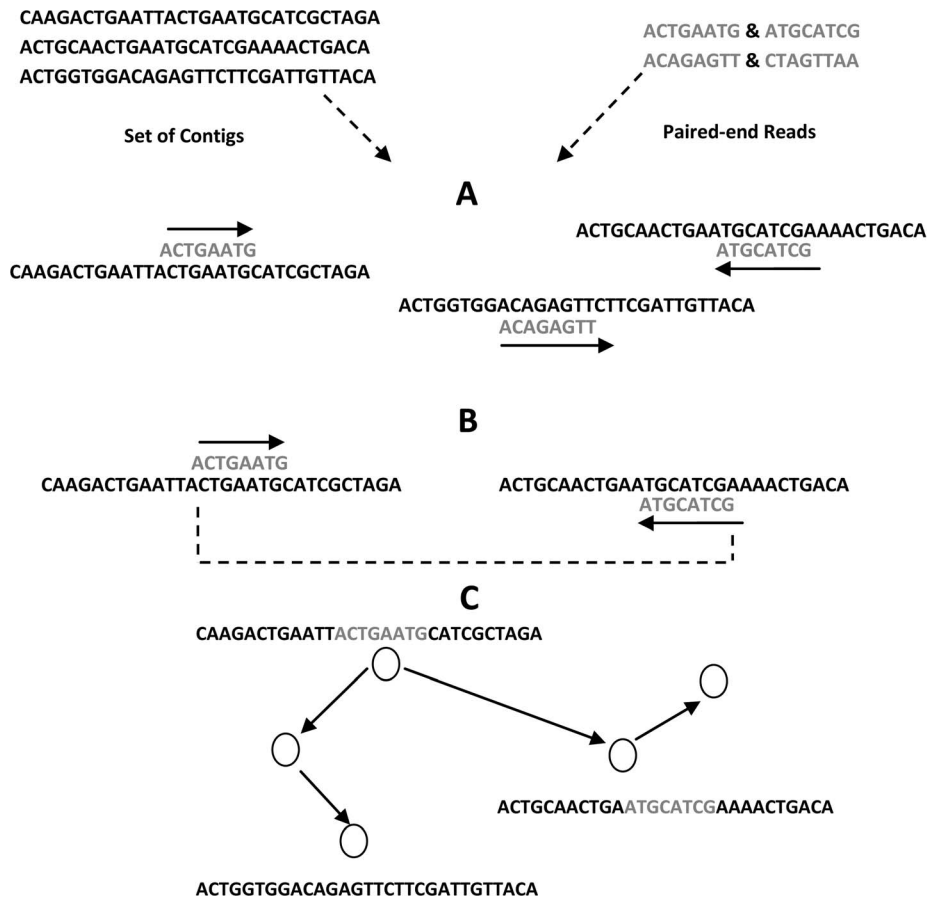 CAAGACTGAATTACTGAATGCATCGCTAGA
ACTGCAACTGAATGCATCGAAAACTGACA
ACTGGTGGACAGAGTTCTTCGATTGTTACA
ACTGAATG & ATGCATCG
ACAGAGTT & CTAGTTAA
Set of Contigs
Paired-end Reads
A
ACTGAATG
CAAGACTGAATTACTGAATGCATCGCTAGA
ACTGCAACTGAATGCATCGAAAACTGACA
ATGCATCG
ACTGGTGGACAGAGTTCTTCGATTGTTACA
ACAGAGTT
B
ACTGAATG
CAAGACTGAATTACTGAATGCATCGCTAGA
ACTGCAACTGAATGCATCGAAAACTGACA
ATGCATCG
C
CAAGACTGAATTACTGAATGCATCGCTAGA
ACTGCAACTGAATGCATCGAAAACTGACA
ACTGGTGGACAGAGTTCTTCGATTGTTACA